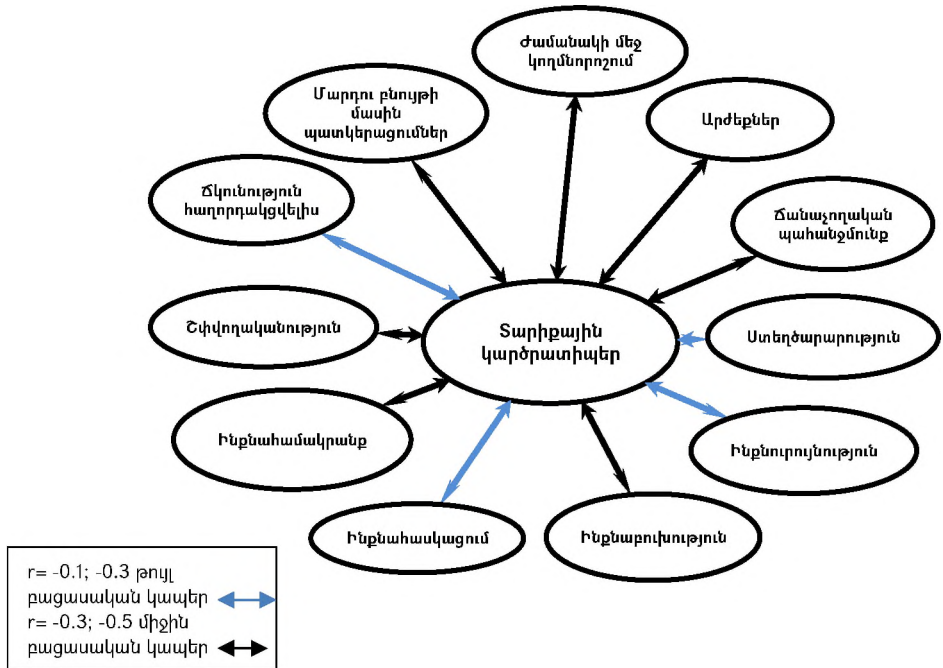 Ժամանակի մեջ
կողմնորոշում
Մարդու բնույթի
մասին
պատկերացումներ
Արժեքներ
Ճկունություն
հաղորդակցվելիս
Ճանաչողական
պահանջմունք
Շփվողականություն
Տարիքային
կարծրատիպեր
Ստեղծարարություն
Ինքնահամակրանք
Ինքնուրույնություն
Ինքնահասկացում
Ինքնաբուխություն
r= -0.1; -0.3 թույլ
բացասական կապեր
r= -0.3; -0.5 միջին
բացասական կապեր